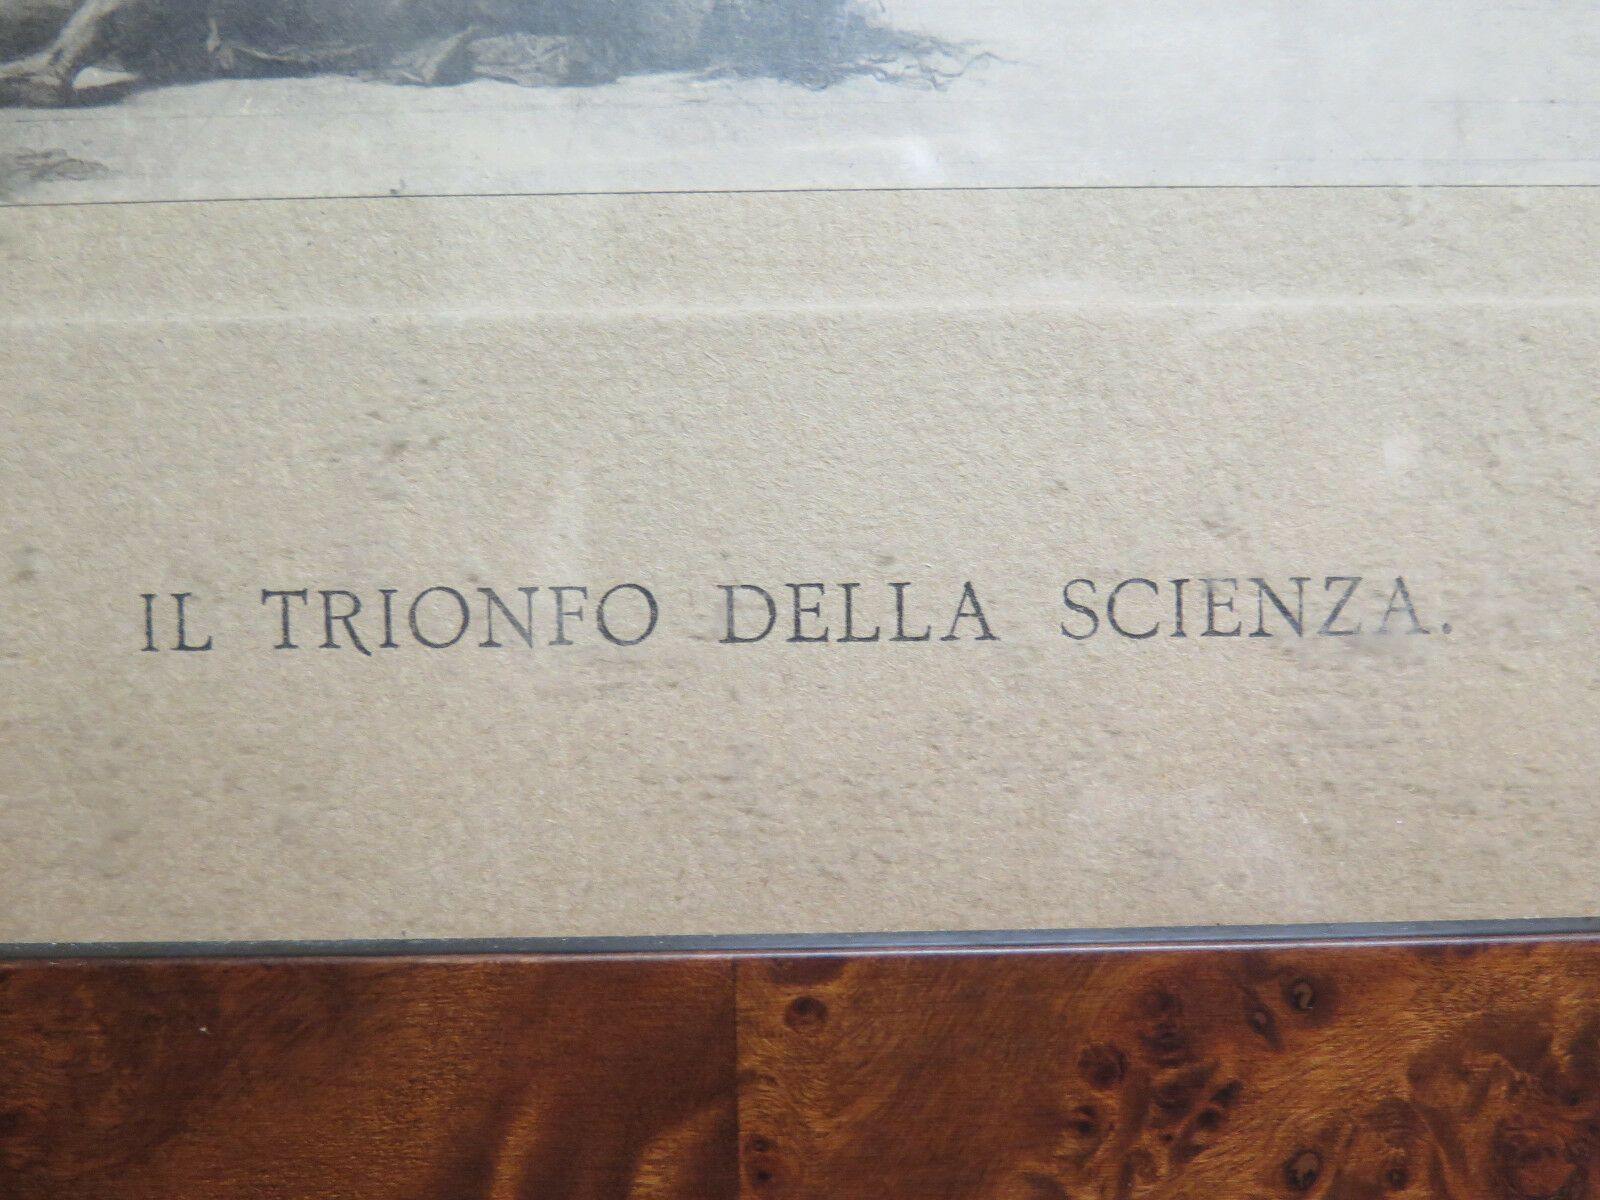 IL TRIONFO DELLA SCIENZA.